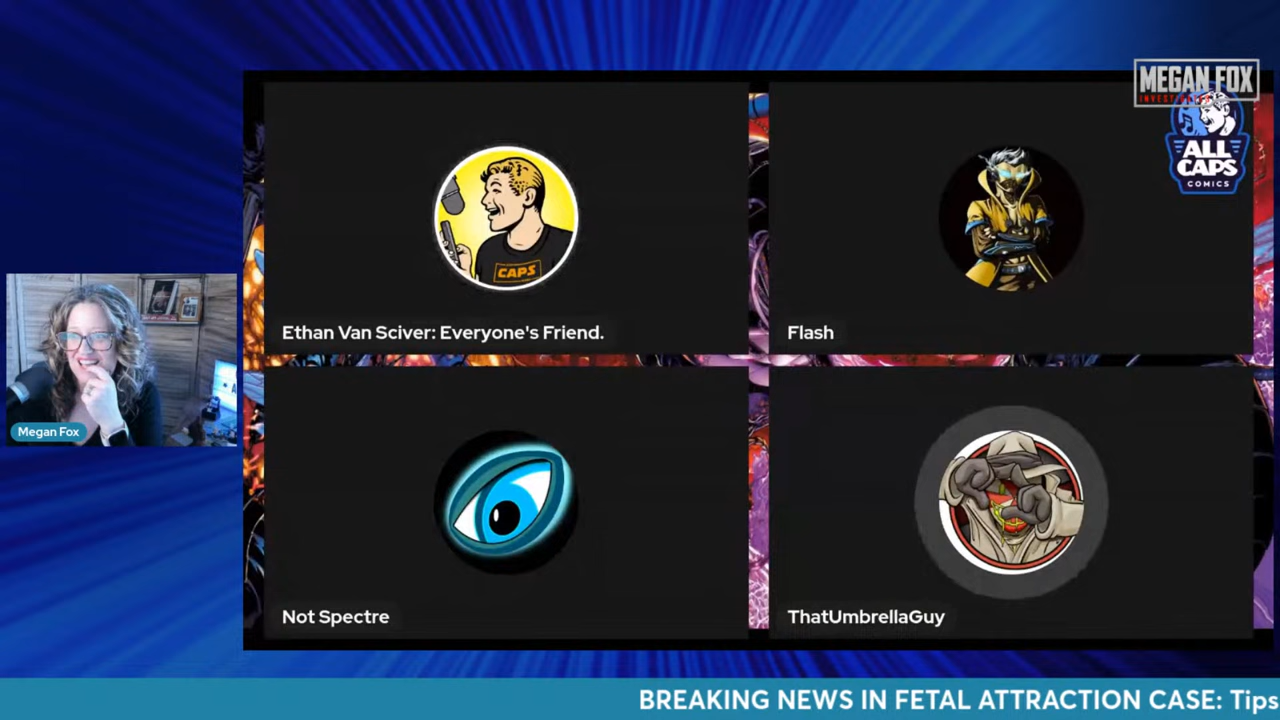 MEGAN FOX
INVESTIGATES
ALL
CAPS
COMICS
CAPS
Ethan Van Sciver: Everyone's Friend.
Flash
Megan Fox
Not Spectre
ThatUmbrellaGuy
BREAKING NEWS IN FETAL ATTRACTION CASE: Tips